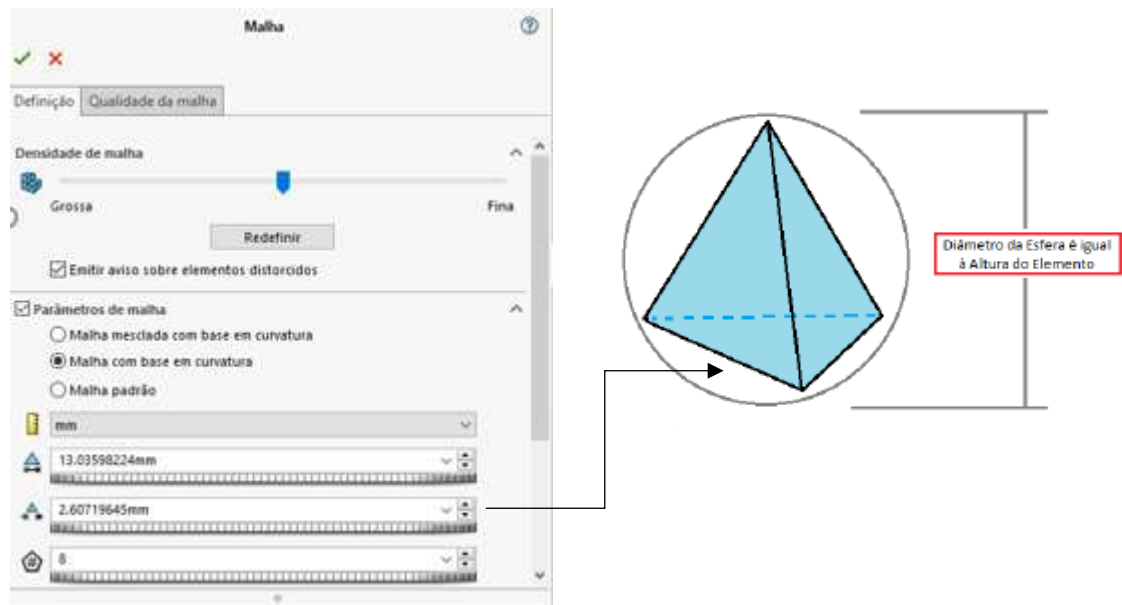 Malha
Definição
Qualidade da malha
Densidade de malha
Grossa
Fina
Redefinir
Emitir aviso sobre elementos distorcidos
Parâmetros de malha
Malha mesclada com base em curvatura
Malha com base em curvatura
Malha padrão
mm
13.03598224mm
2.60719645mm
8
Diâmetro da Esfera é igual
à Altura do Elemento